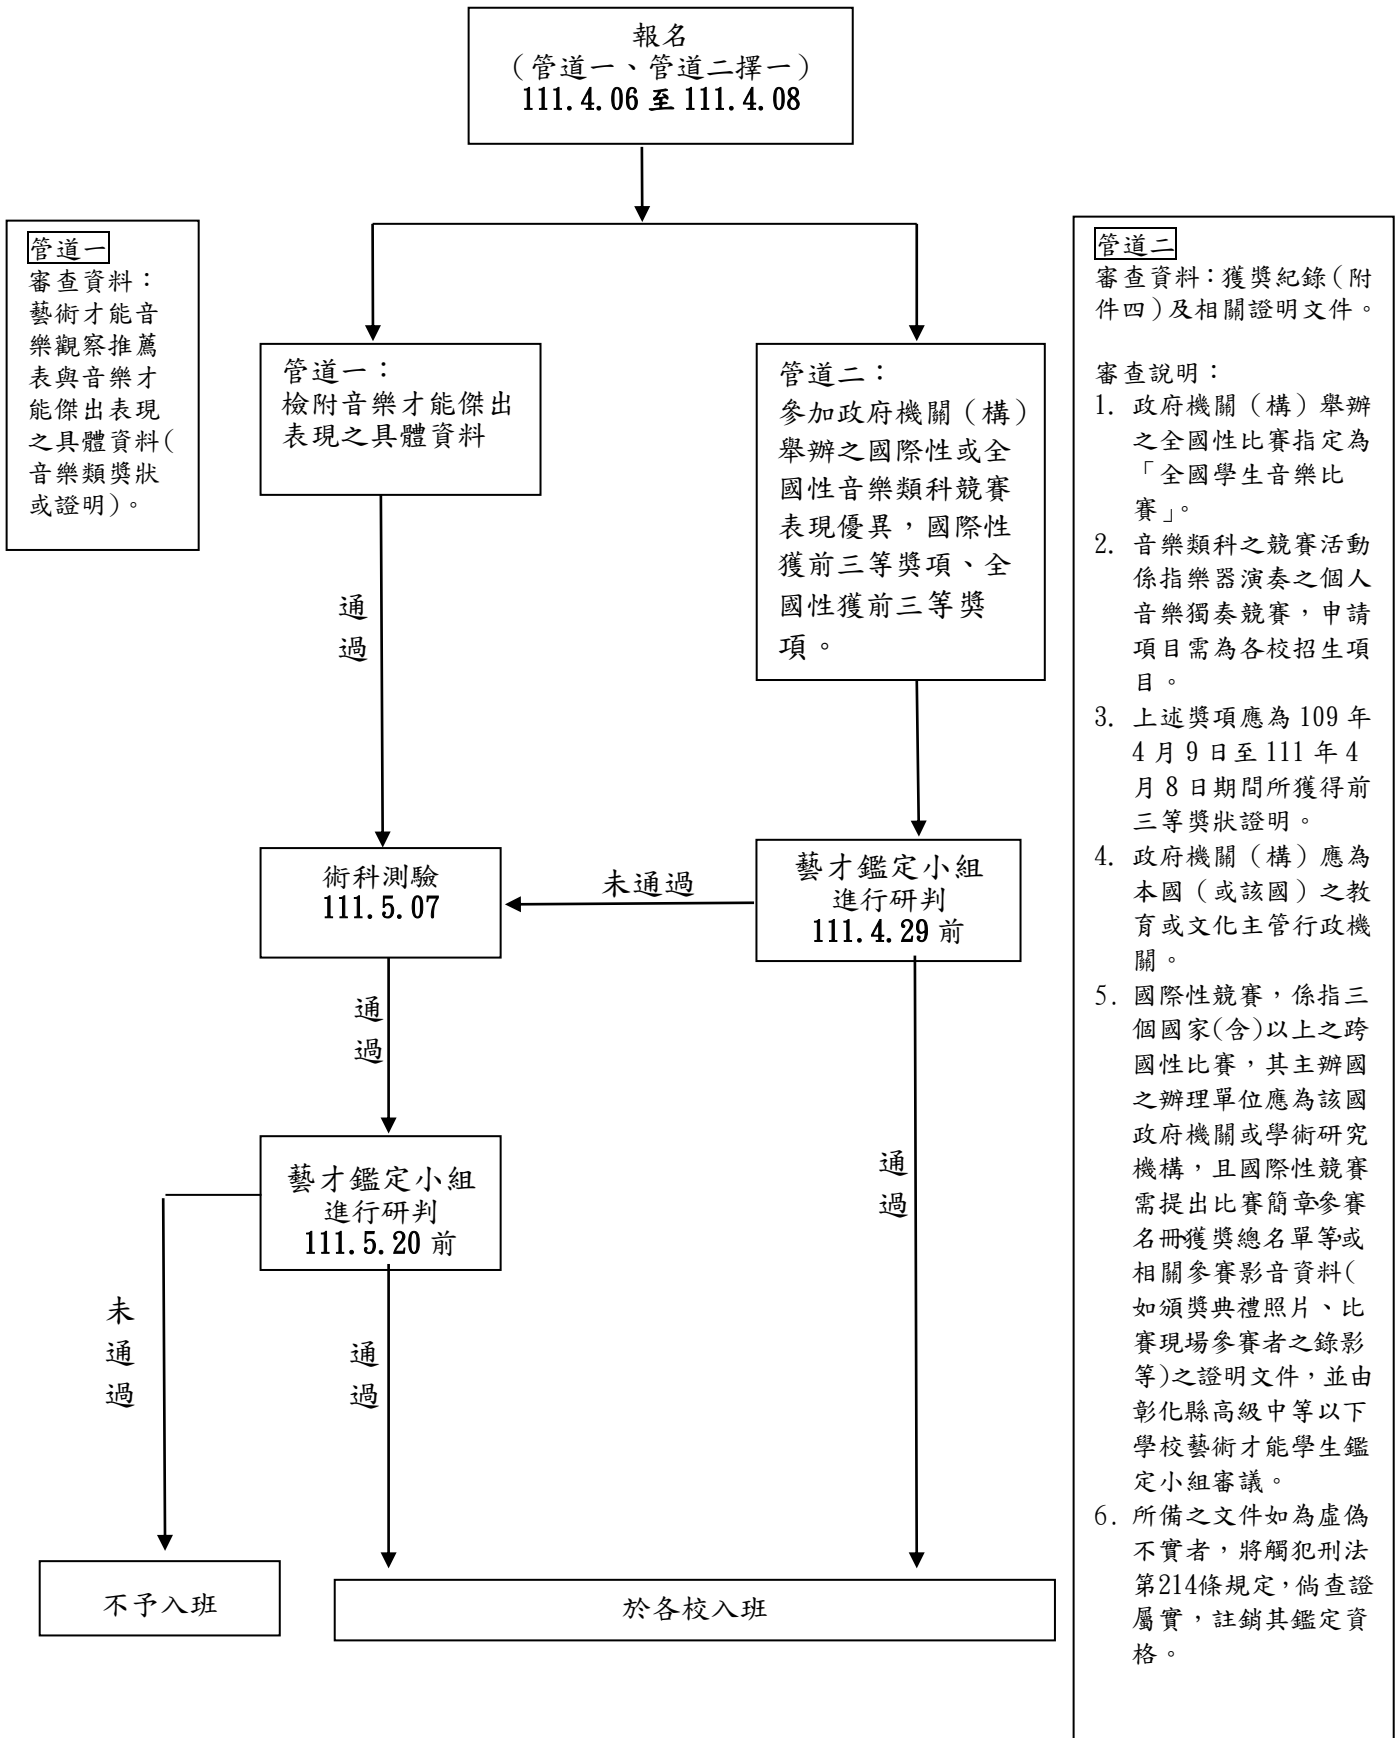 報名
（管道一、管道二擇一）
111.4.06 至 111.4.08
管道一
審查資料：
藝術才能音
樂觀察推薦
表與音樂才
能傑出表現
之具體資料(
音樂類獎狀
或證明)。
管道一：
檢附音樂才能傑出
表現之具體資料
管道二：
參加政府機關（構）
舉辦之國際性或全
國性音樂類科競賽
表現優異，國際性
獲前三等獎項、全
國性獲前三等獎
項。
通
過
術科測驗
111.5.07
未通過
藝才鑑定小組
進行研判
111.4.29 前
通
過
藝才鑑定小組
進行研判
111.5.20 前
通
過
未
通
過
通
過
不予入班
於各校入班
管道二
審查資料：獲獎紀錄（附
件四）及相關證明文件。
審查說明：
1. 政府機關（構）舉辦
之全國性比賽指定為
「全國學生音樂比
賽」。
2. 音樂類科之競賽活動
係指樂器演奏之個人
音樂獨奏競賽，申請
項目需為各校招生項
目。
3. 上述獎項應為 109 年
4 月 9 日至 111 年 4
月 8 日期間所獲得前
三等獎狀證明。
4. 政府機關（構）應為
本國（或該國）之教
育或文化主管行政機
關。
5. 國際性競賽，係指三
個國家(含)以上之跨
國性比賽，其主辦國
之辦理單位應為該國
政府機關或學術研究
機構，且國際性競賽
需提出比賽簡章參賽
名冊獲獎總名單等或
相關參賽影音資料(
如頒獎典禮照片、比
賽現場參賽者之錄影
等)之證明文件，並由
彰化縣高級中等以下
學校藝術才能學生鑑
定小組審議。
6. 所備之文件如為虛偽
不實者，將觸犯刑法
第214條規定，倘查證
屬實，註銷其鑑定資
格。